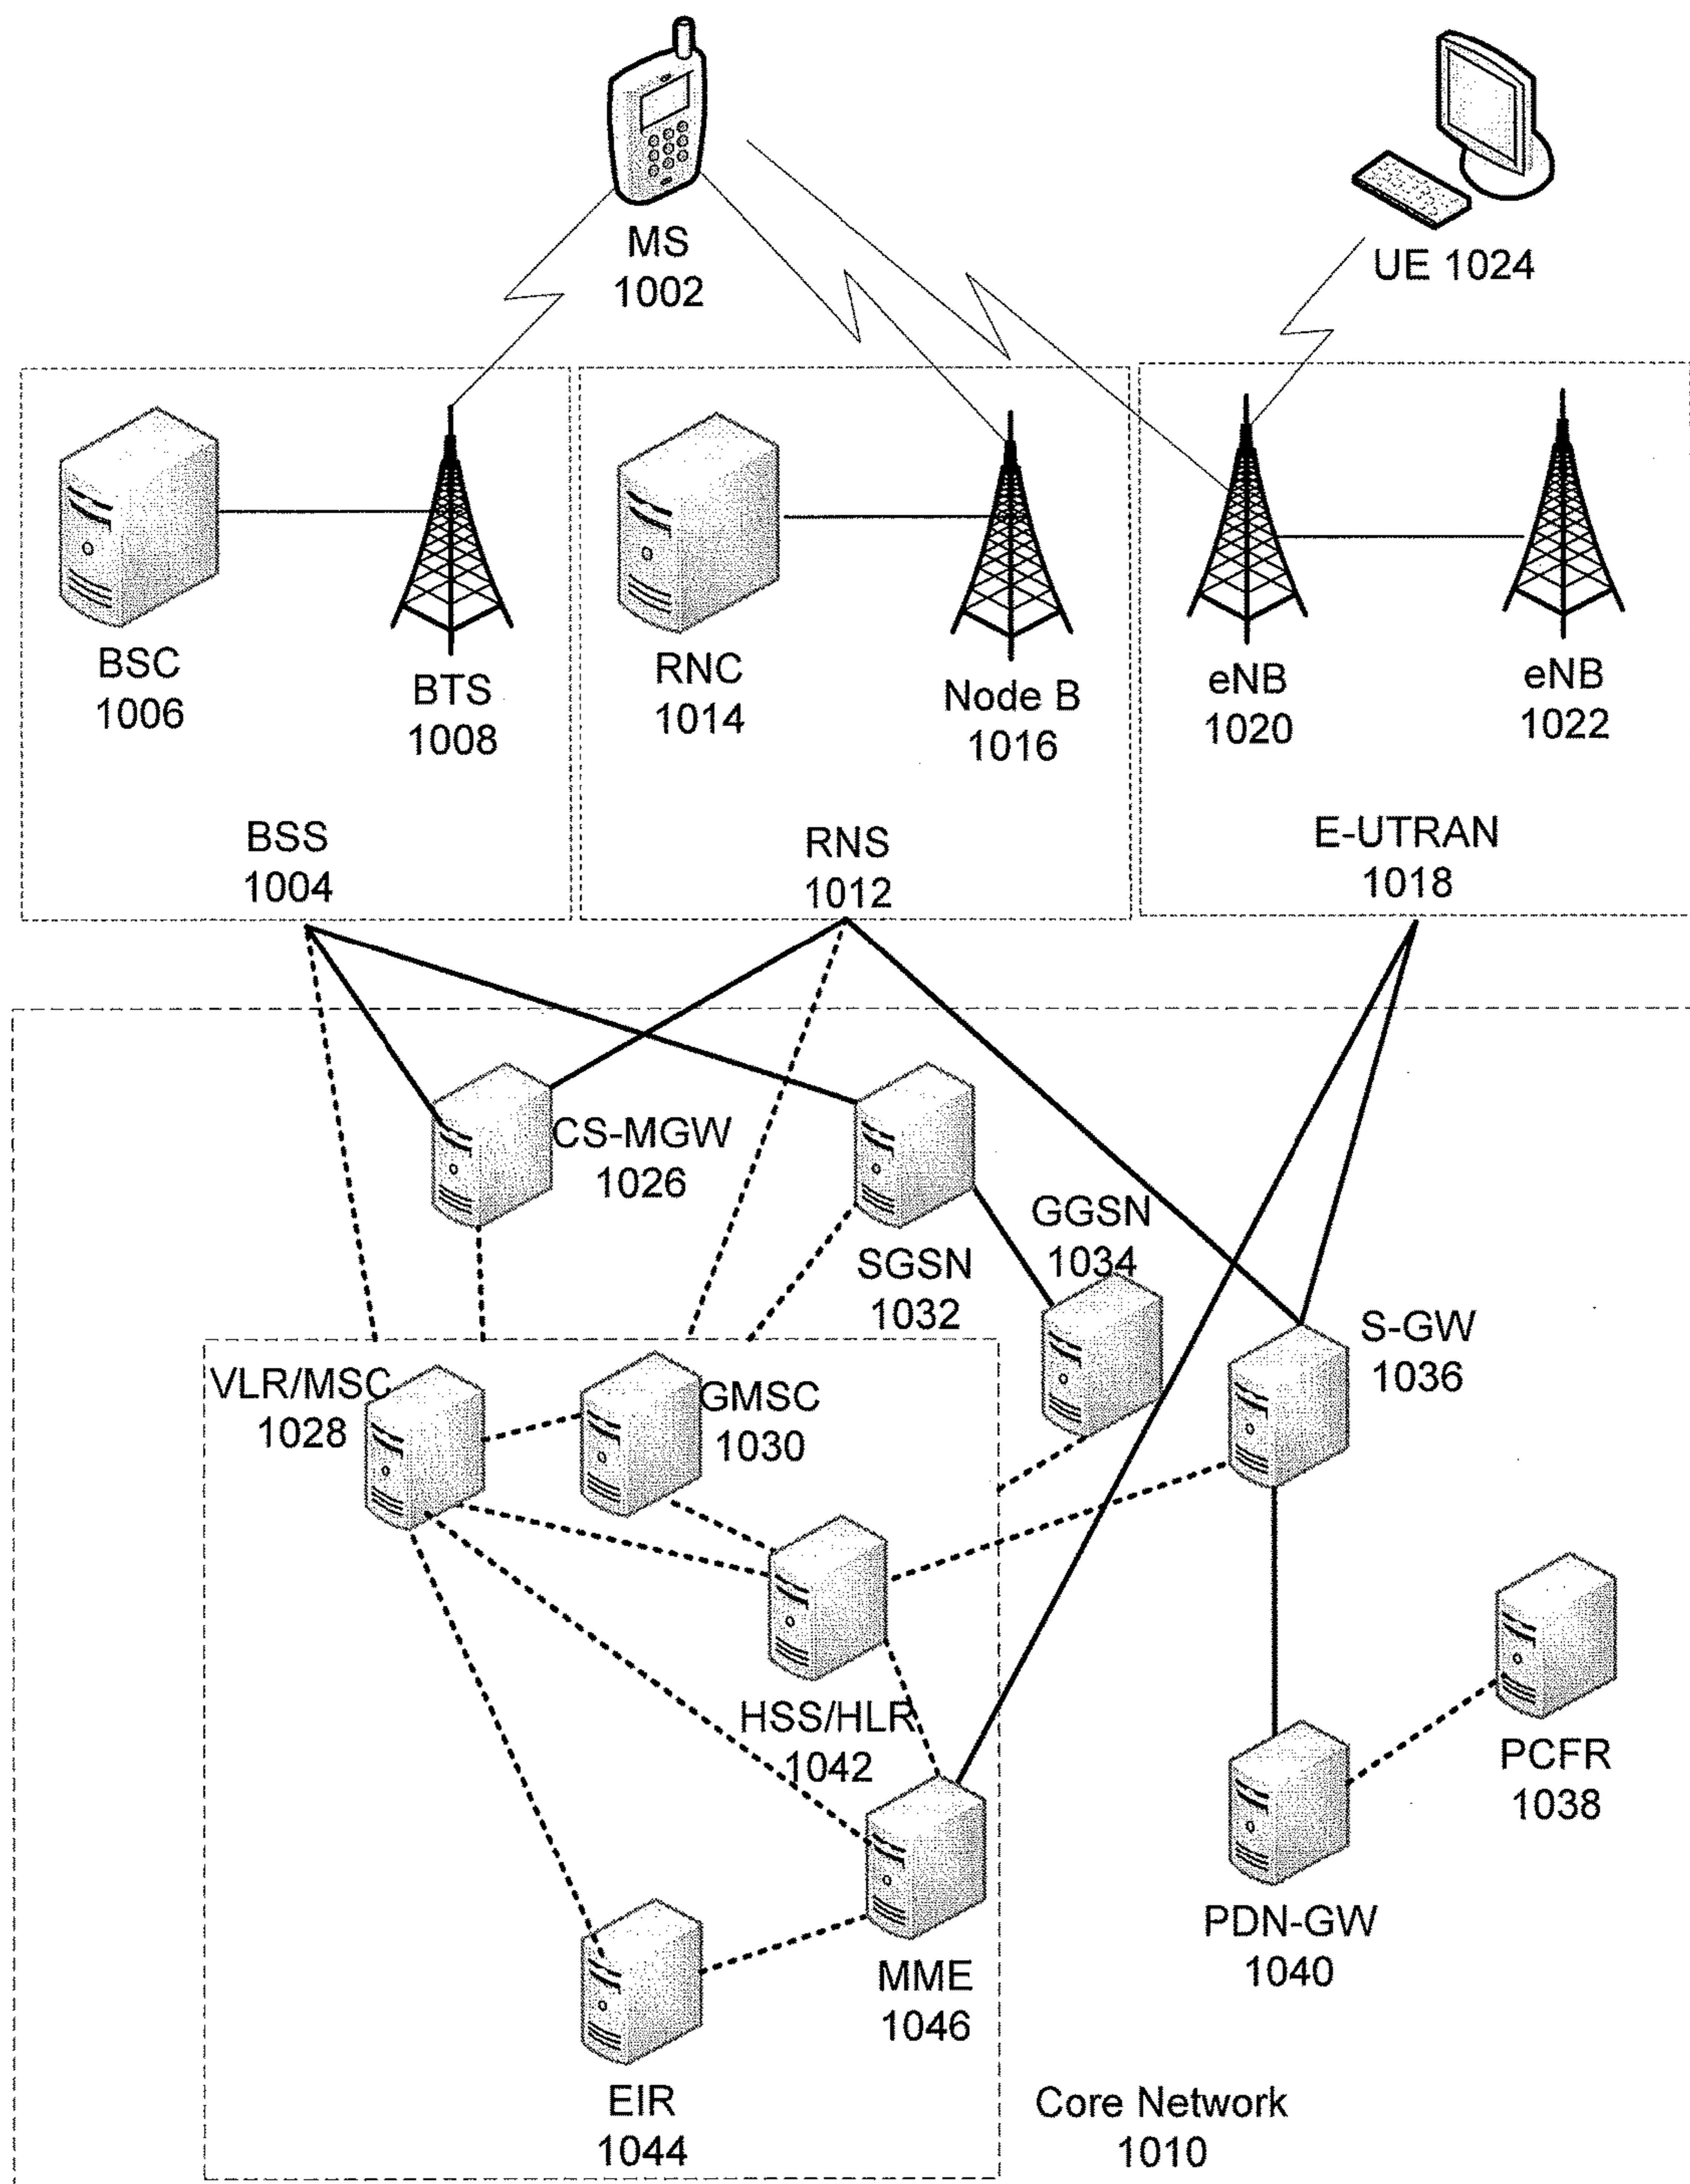 MS
1002
UE 1024
BSC
1006
BTS
1008
RNC
1014
Node B
1016
eNB
1020
eNB
1022
BSS
1004
RNS
1012
E-UTRAN
1018
CS-MGW
1026
SGSN
1032
GGSN
1034
S-GW
1036
VLR/MSC
1028
GMSC
1030
HSS/HLR
1042
PCFR
1038
PDN-GW
1040
MME
1046
EIR
1044
Core Network
1010